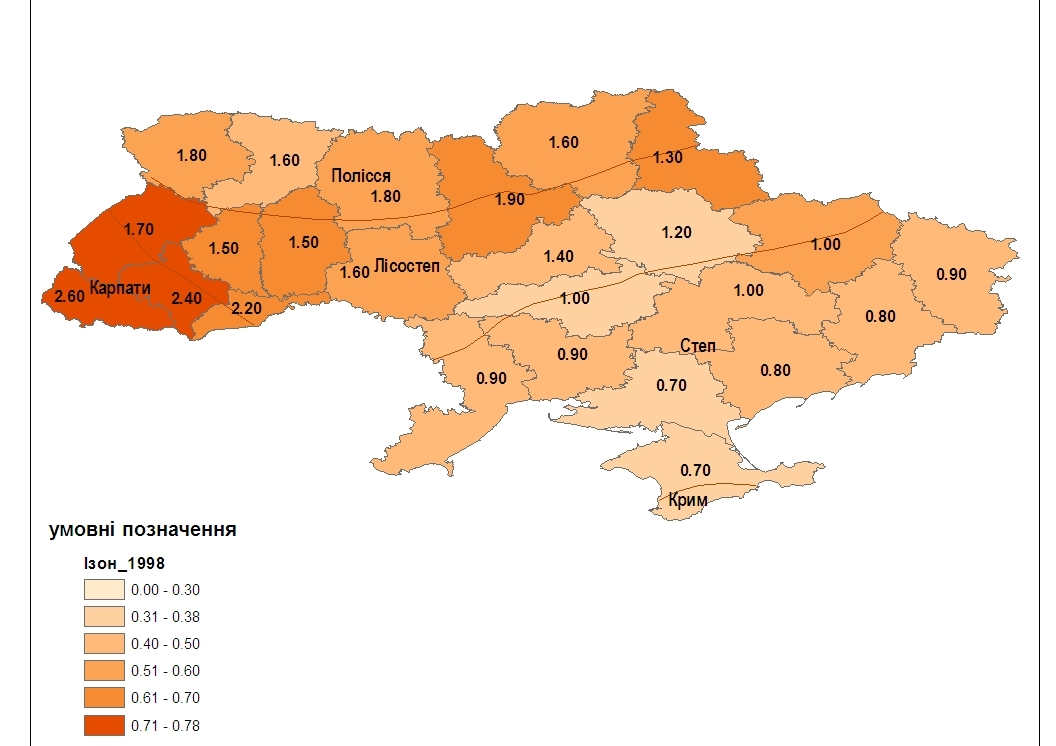 1.60
1.80
1.60
1.30
Полісся
1.80
1.90
1.70
1.20
1.50
1.50
1.00
1.40
1.60
Лісостеп
0.90
Карпати
2.60
2.40
1.00
1.00
2.20
0.80
Степ
0.90
0.80
0.90
0.70
0.70
Крим
умовні позначення
Ізон_1998
0.00 - 0.30
0.31 - 0.38
0.40 - 0.50
0.51 - 0.60
0.61 - 0.70
0.71 - 0.78